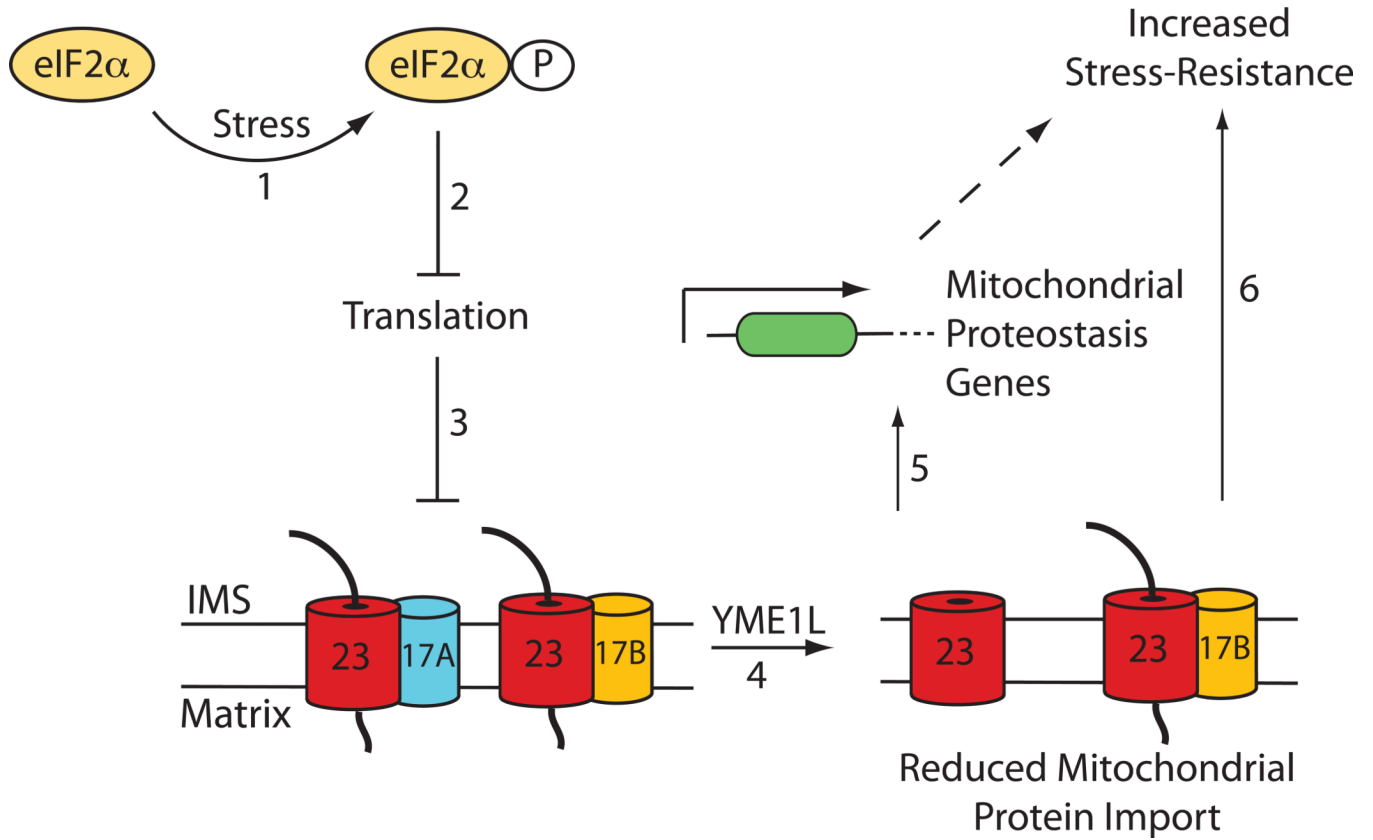 eIF2α
eIF2α
P
Stress
1
2
Translation
3
IMS
Matrix
23
17A
23
17B
YME1L
4
23
23
17B
Reduced Mitochondrial
Protein Import
5
Mitochondrial
Proteostasis
Genes
6
Increased
Stress-Resistance